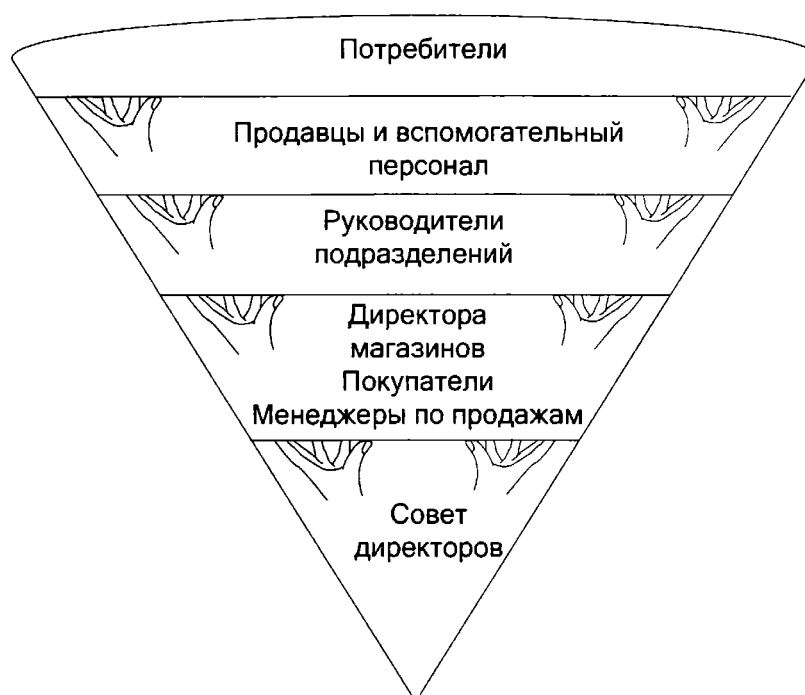 Потребители
Продавцы и вспомогательный
персонал
Руководители
подразделений
Директора
магазинов
Покупатели
Менеджеры по продажам
Совет
директоров